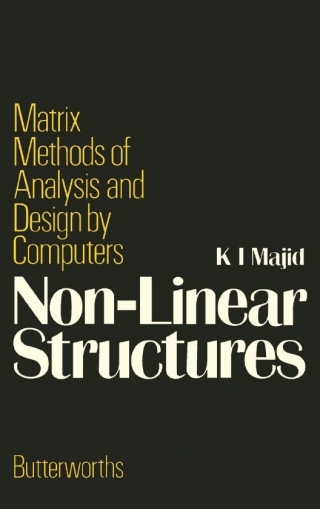 Matrix
Methods of
Analysis and
Design by
Computers
K I Majid
Non-Linear
Structures
Butterworths